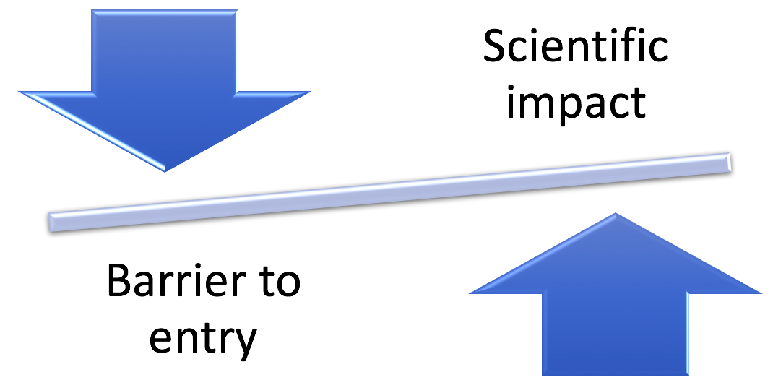 Scientific
impact
Barrier to
entry